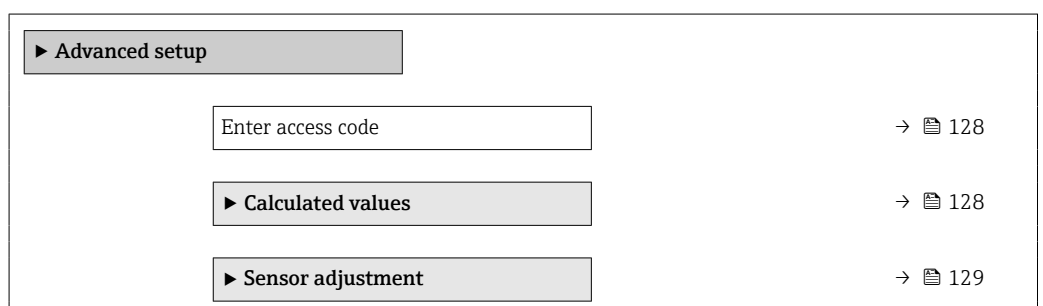 ▶ Advanced setup
Enter access code → 128
▶ Calculated values → 128
▶ Sensor adjustment → 129